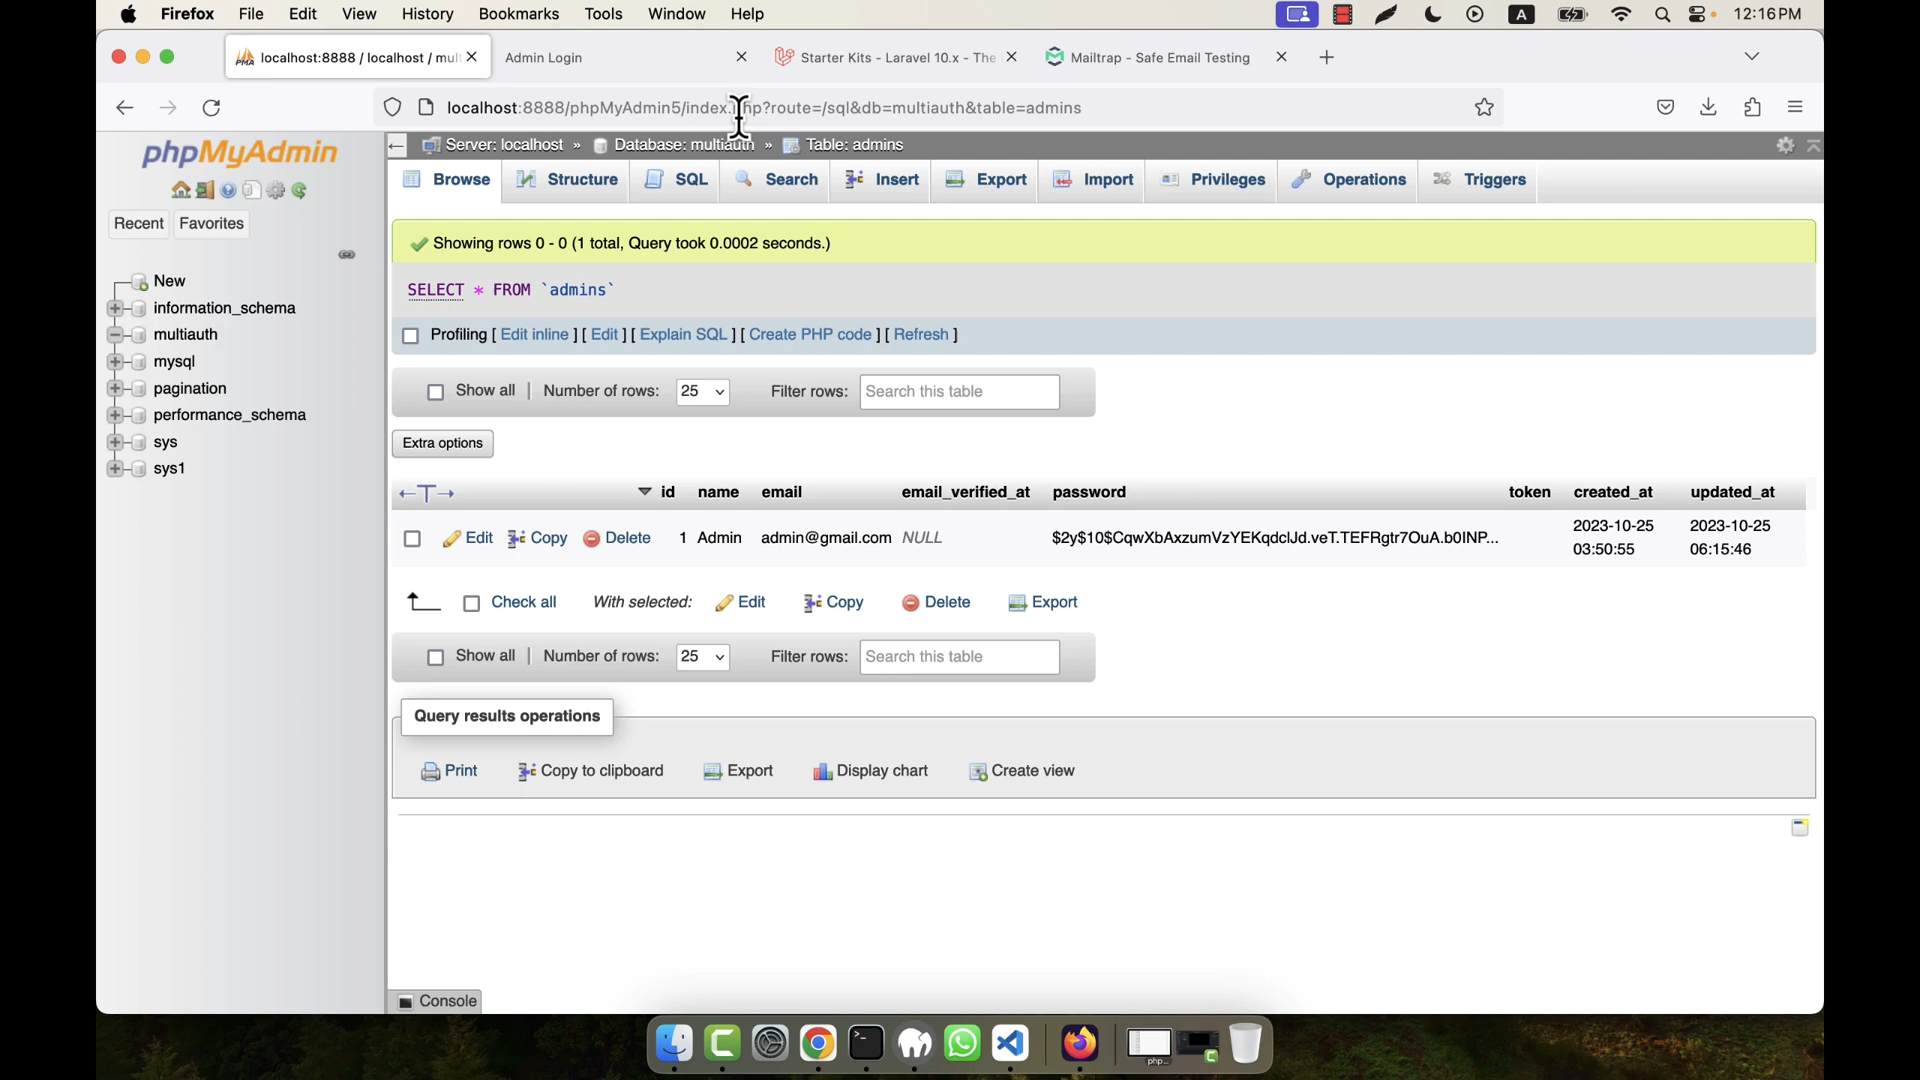 Firefox File Edit View History Bookmarks Tools Window Help A 12:16 PM
PMA localhost:8888 / localhost / mul Admin Login Starter Kits - Laravel 10.x - The Mailtrap - Safe Email Testing
localhost:8888/phpMyAdmin5/index.php?route=/sql&db=multiauth&table=admins
phpMyAdmin
Recent Favorites
New
information_schema
multiauth
mysql
pagination
performance_schema
sys
sys1
Server: localhost » Database: multiauth » Table: admins
Browse Structure SQL Search Insert Export Import Privileges Operations Triggers
Showing rows 0 - 0 (1 total, Query took 0.0002 seconds.)
SELECT * FROM `admins`
Profiling [ Edit inline ] [ Edit ] [ Explain SQL ] [ Create PHP code ] [ Refresh ]
Show all | Number of rows: 25 Filter rows: Search this table
Extra options
id name email email_verified_at password token created_at updated_at
Edit Copy Delete 1 Admin admin@gmail.com NULL $2y$10$CqwXbAxzumVzYEKqdclJd.veT.TEFRgtr7OuA.b0INP... 2023-10-25 03:50:55 2023-10-25 06:15:46
Check all With selected: Edit Copy Delete Export
Show all | Number of rows: 25 Filter rows: Search this table
Query results operations
Print Copy to clipboard Export Display chart Create view
Console
php...